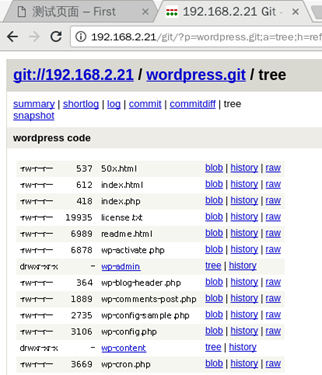 测试页面 – First
192.168.2.21 Git -
192.168.2.21/git/?p=wordpress.git;a=tree;h=ref
git://192.168.2.21 / wordpress.git / tree
summary | shortlog | log | commit | commitdiff | tree
snapshot
wordpress code
-rw-r--r-- 537 50x.html blob | history | raw
-rw-r--r-- 612 index.html blob | history | raw
-rw-r--r-- 418 index.php blob | history | raw
-rw-r--r-- 19935 license.txt blob | history | raw
-rw-r--r-- 6989 readme.html blob | history | raw
-rw-r--r-- 6878 wp-activate.php blob | history | raw
drwxr-xr-x - wp-admin tree | history
-rw-r--r-- 364 wp-blog-header.php blob | history | raw
-rw-r--r-- 1889 wp-comments-post.php blob | history | raw
-rw-r--r-- 2735 wp-config-sample.php blob | history | raw
-rw-r--r-- 3106 wp-config.php blob | history | raw
drwxr-xr-x - wp-content tree | history
-rw-r--r-- 3669 wp-cron.php blob | history | raw